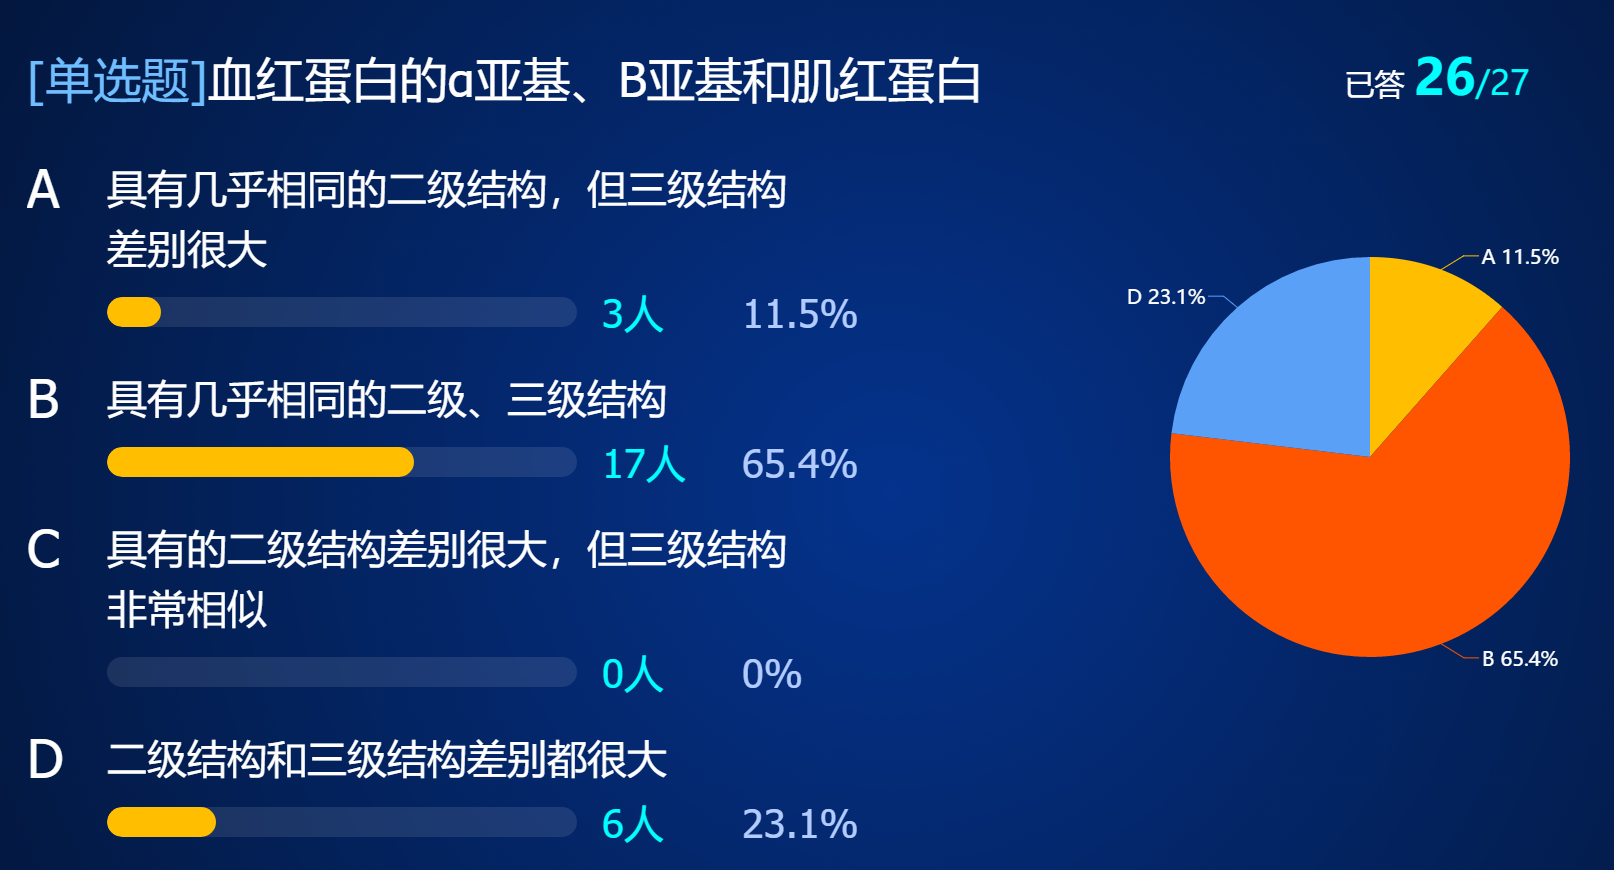 [单选题]血红蛋白的a亚基、B亚基和肌红蛋白
已答 26/27
A 具有几乎相同的二级结构，但三级结构
差别很大
3人 11.5%
B 具有几乎相同的二级、三级结构
17人 65.4%
C 具有的二级结构差别很大，但三级结构
非常相似
0人 0%
D 二级结构和三级结构差别都很大
6人 23.1%
A 11.5%
D 23.1%
B 65.4%